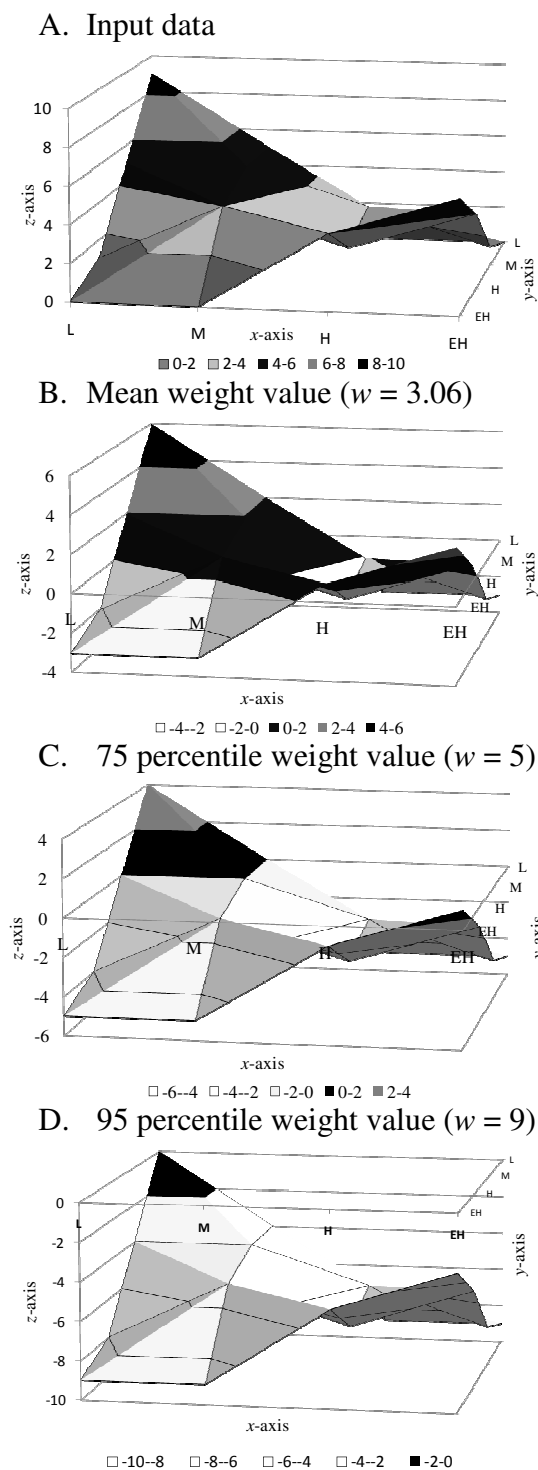 A. Input data
10
8
6
4
2
0
z-axis
L
M
H
EH
x-axis
L
M
H
EH
y-axis
0-2 2-4 4-6 6-8 8-10
B. Mean weight value (w = 3.06)
6
4
2
0
-2
-4
z-axis
L
M
H
EH
x-axis
L
M
H
EH
y-axis
-4--2 -2-0 0-2 2-4 4-6
C. 75 percentile weight value (w = 5)
4
2
0
-2
-4
-6
z-axis
L
M
H
EH
x-axis
L
M
H
EH
y-axis
-6--4 -4--2 -2-0 0-2 2-4
D. 95 percentile weight value (w = 9)
0
-2
-4
-6
-8
-10
z-axis
L
M
H
EH
x-axis
L
M
H
EH
y-axis
-10--8 -8--6 -6--4 -4--2 -2-0